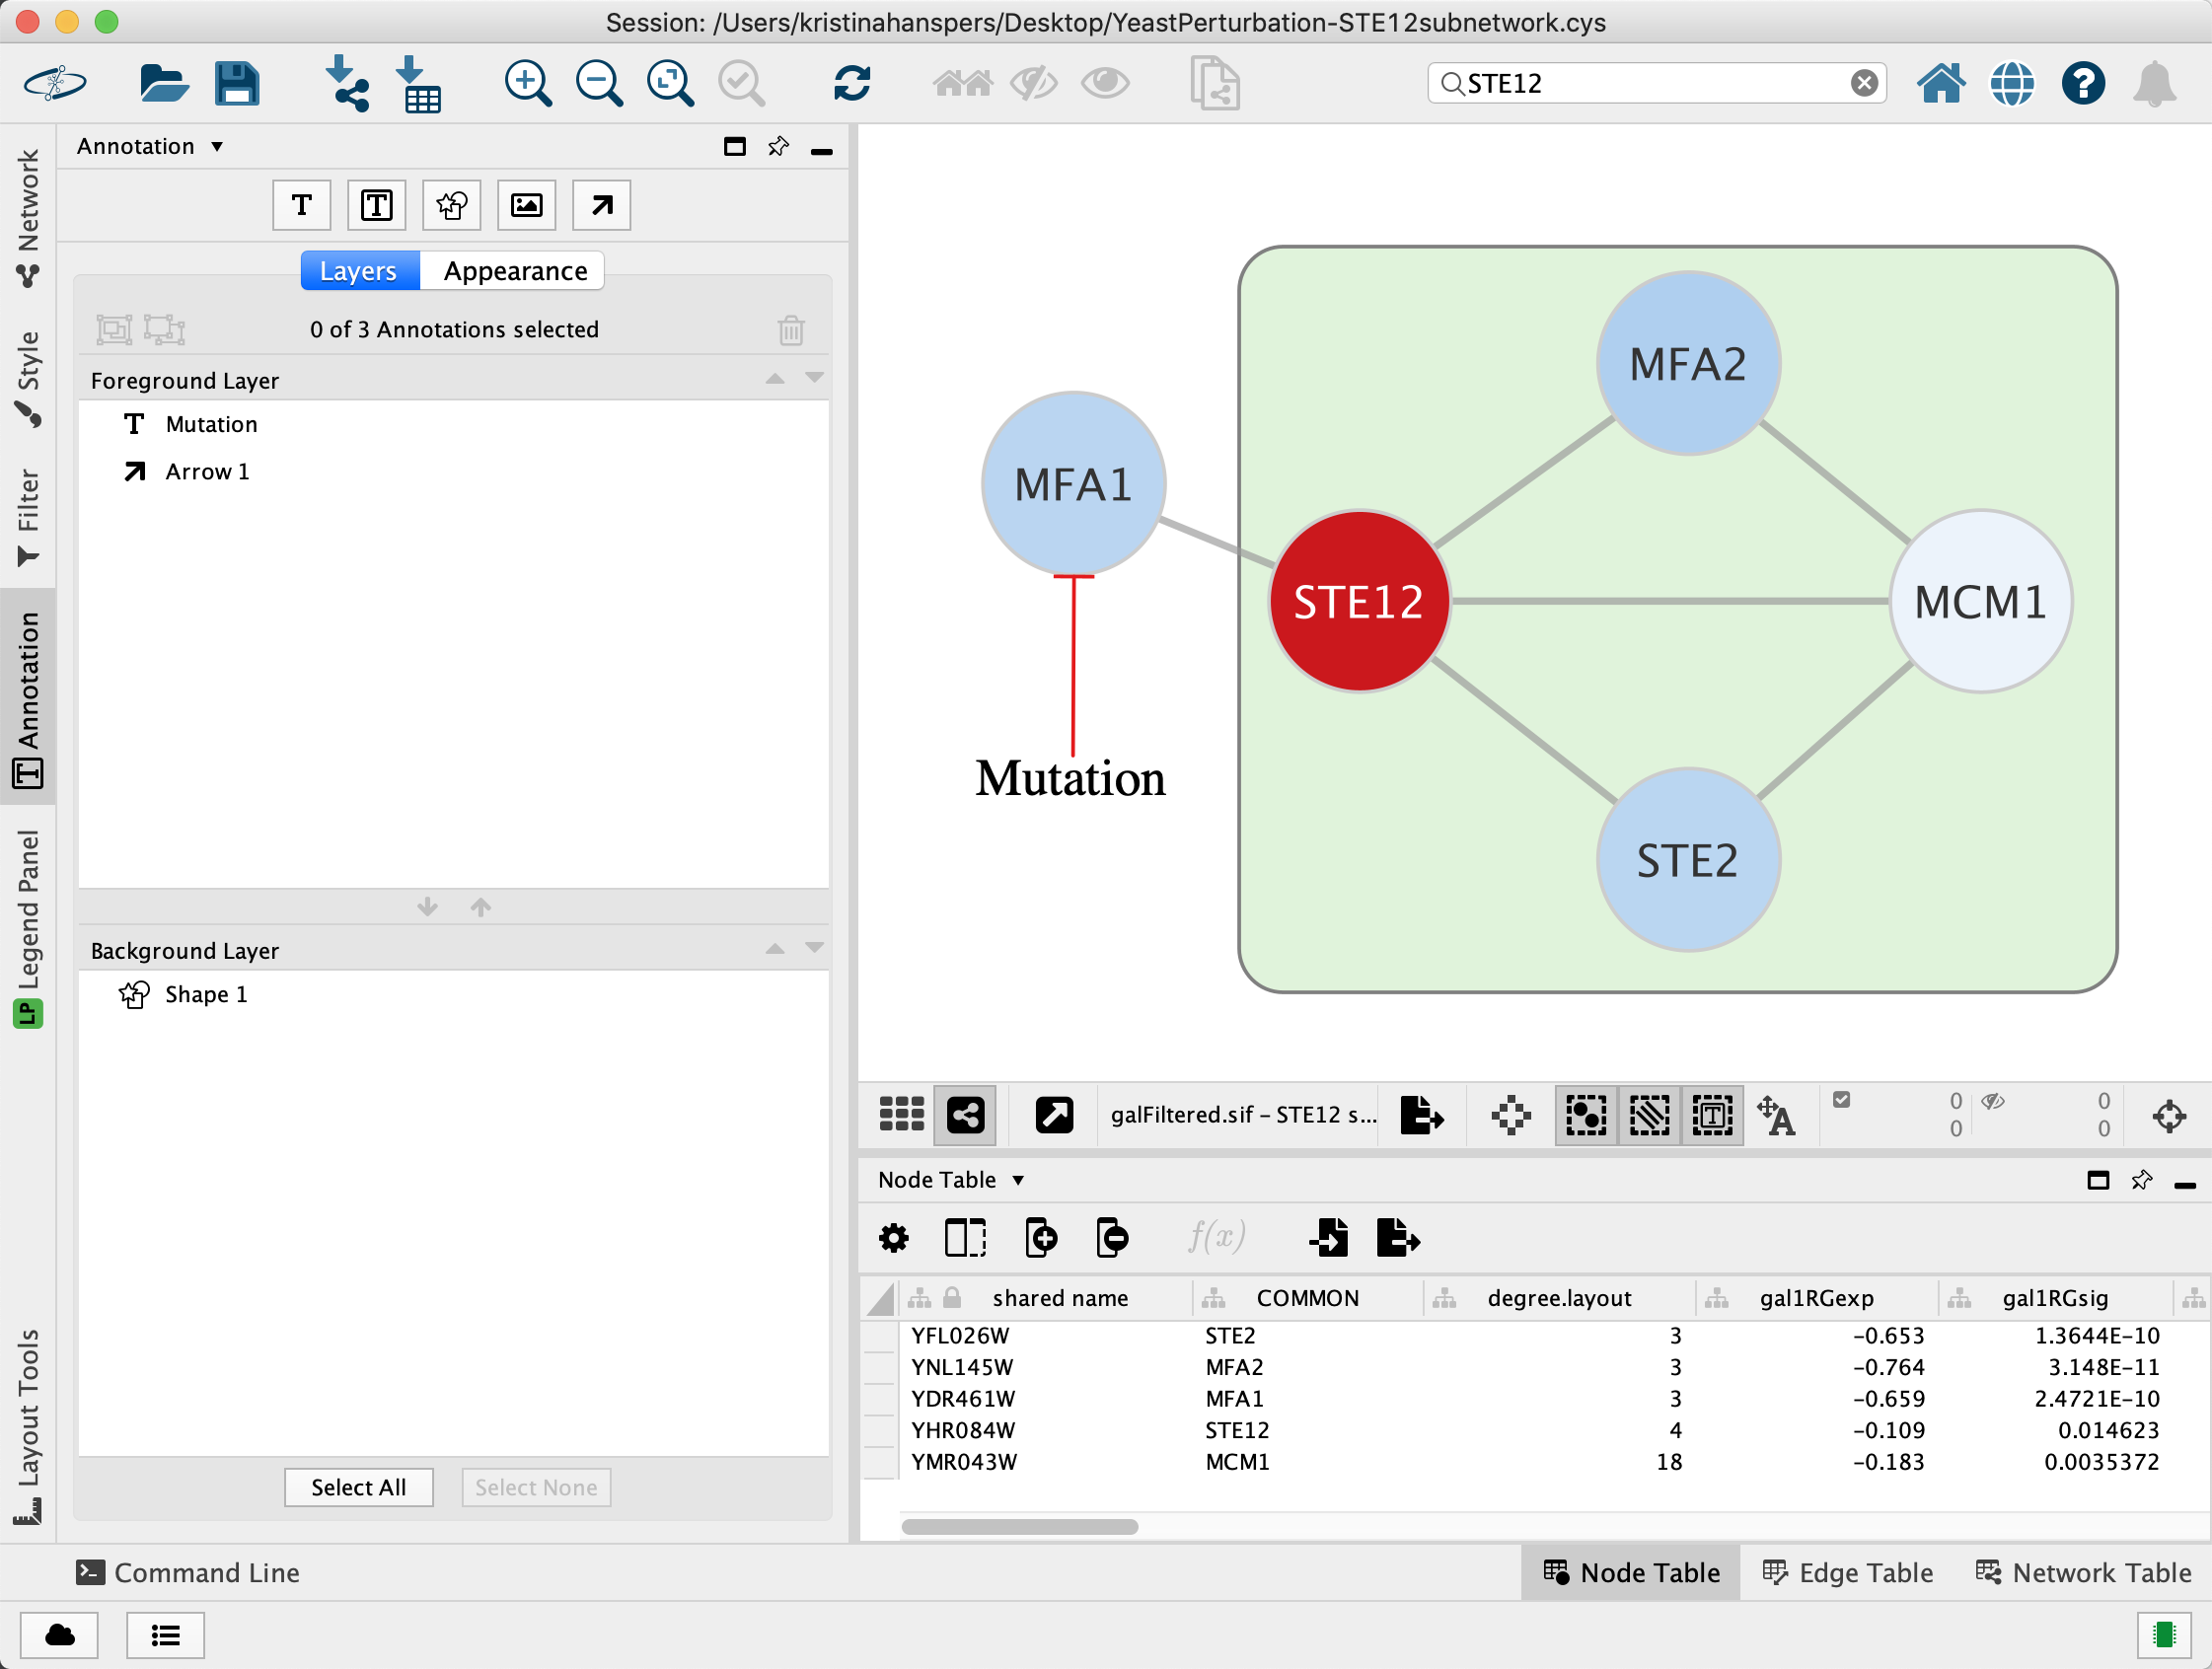 Session: /Users/kristinahanspers/Desktop/YeastPerturbation-STE12subnetwork.cys
STE12
Network
Style
Filter
Annotation
LP Legend Panel
Layout Tools
Annotation
T T
Layers Appearance
0 of 3 Annotations selected
Foreground Layer
T Mutation
Arrow 1
Background Layer
Shape 1
Select All Select None
MFA2
MFA1
STE12
MCM1
Mutation
STE2
galFiltered.sif – STE12 s...
T A
0 0
0 0
Node Table
f(x)
shared name COMMON degree.layout gal1RGexp gal1RGsig
YFL026W STE2 3 -0.653 1.3644E-10
YNL145W MFA2 3 -0.764 3.148E-11
YDR461W MFA1 3 -0.659 2.4721E-10
YHR084W STE12 4 -0.109 0.014623
YMR043W MCM1 18 -0.183 0.0035372
Command Line
Node Table Edge Table Network Table